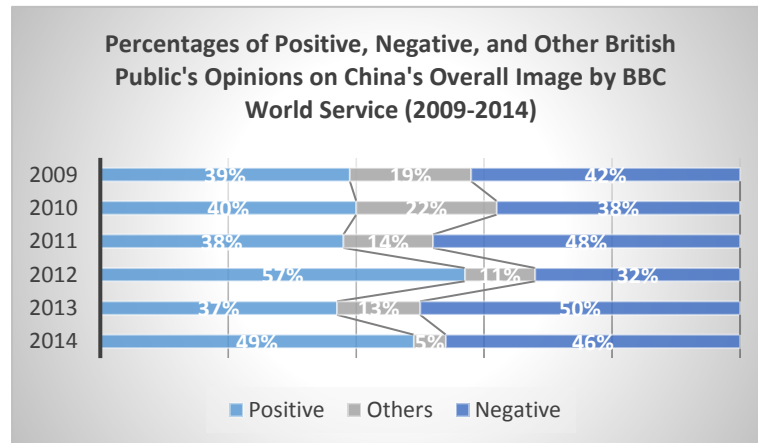 Percentages of Positive, Negative, and Other British
Public's Opinions on China's Overall Image by BBC
World Service (2009-2014)
2009 39% 19% 42%
2010 40% 22% 38%
2011 38% 14% 48%
2012 57% 11% 32%
2013 37% 13% 50%
2014 49% 5% 46%
Positive Others Negative